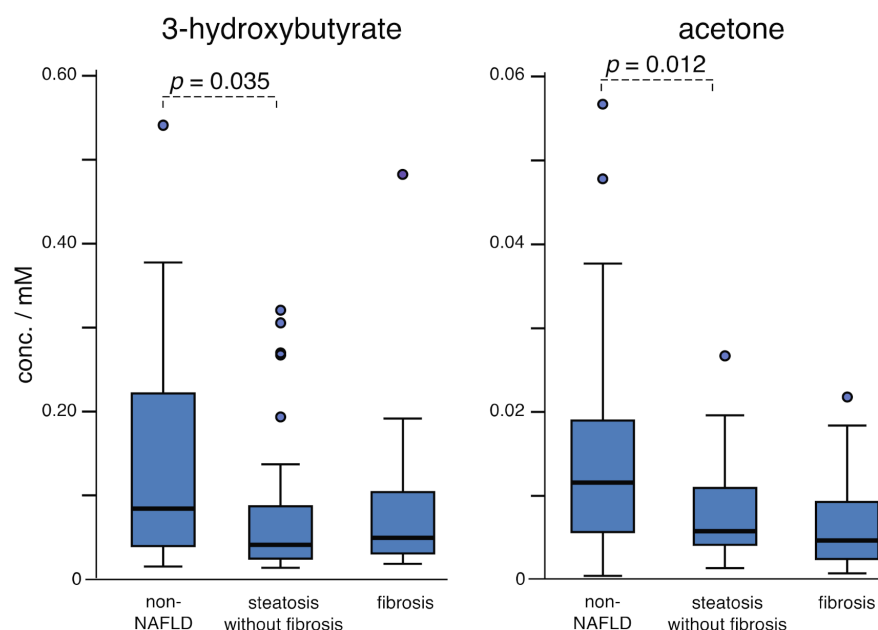 3-hydroxybutyrate
p = 0.035
0.60
0.40
0.20
0
conc. / mM
non-
NAFLD
steatosis
without fibrosis
fibrosis
acetone
p = 0.012
0.06
0.04
0.02
0
non-
NAFLD
steatosis
without fibrosis
fibrosis